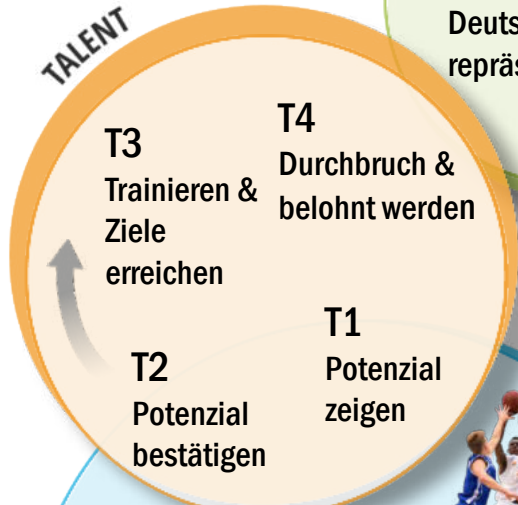 TALENT
Deuts
repräs
T3
Trainieren &
Ziele
erreichen
T4
Durchbruch &
belohnt werden
T2
Potenzial
bestätigen
T1
Potenzial
zeigen